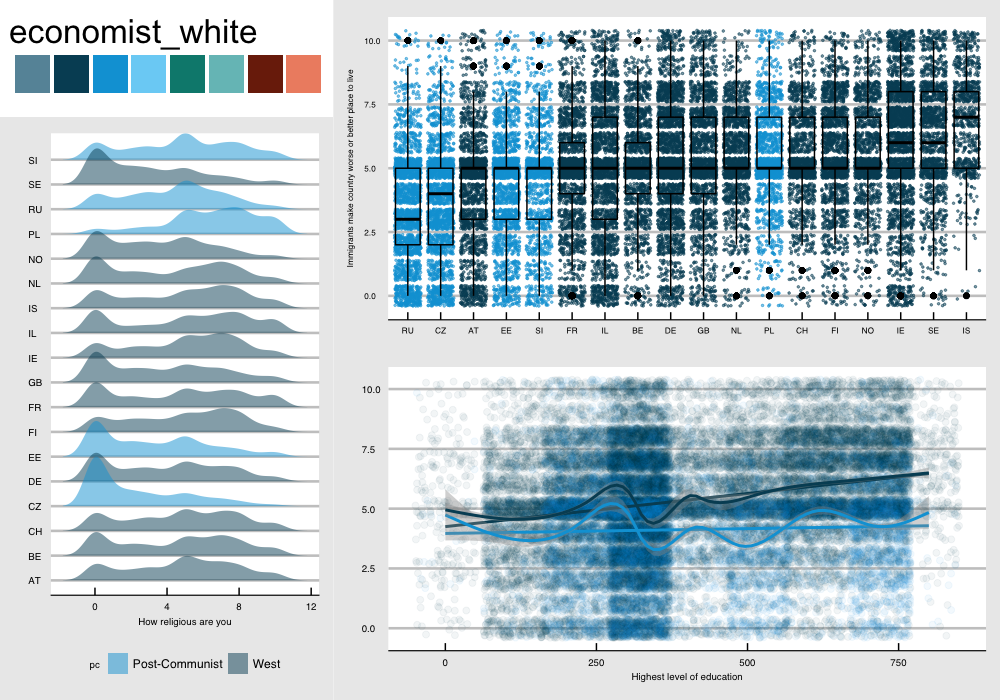 economist_white
SI
SE
RU
PL
NO
NL
IS
IL
IE
GB
FR
FI
EE
DE
CZ
CH
BE
AT
0 4 8 12
How religious are you
pc Post-Communist West
Immigrants make country worse or better place to live
10.0
7.5
5.0
2.5
0.0
RU CZ AT EE SI FR IL BE DE GB NL PL CH FI NO IE SE IS
10.0
7.5
5.0
2.5
0.0
0 250 500 750
Highest level of education